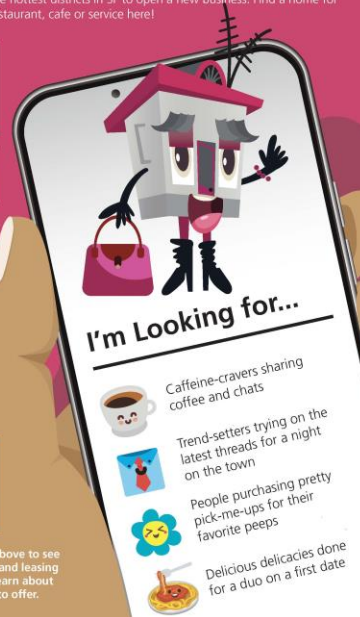 hottest districts in SF to open a new business. Find a home for
staurant, cafe or service here!
I'm Looking for...
Caffeine-cravers sharing
coffee and chats
Trend-setters trying on the
latest threads for a night
on the town
People purchasing pretty
pick-me-ups for their
favorite peeps
Delicious delicacies done
for a duo on a first date
bove to see
and leasing
earn about
to offer.